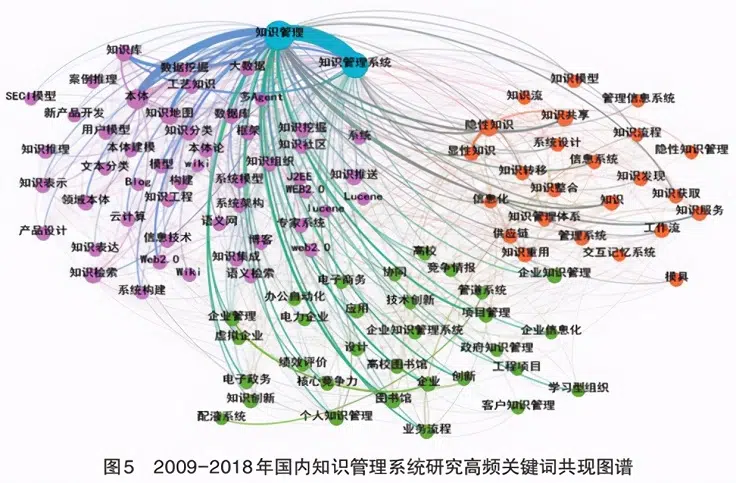 知识管理
知识管理系统
知识库
数据挖掘
大数据
案例推理
工艺知识
SECI模型
本体
多Agent
新产品开发
知识地图
数据库
用户模型
知识分类
框架
知识挖掘
系统
知识推理
本体建模
本体论
知识社区
文本分类
模型
wiki
知识组织
知识表示
Blog
构建
系统模型
J2EE
知识推送
WEB2.0
领域本体
知识工程
系统架构
lucene
Lucene
云计算
语义网
专家系统
产品设计
信息技术
博客
知识表达
web2.0
Web2.0
知识集成
知识检索
Wiki
语义检索
系统构建
知识模型
知识流
管理信息系统
隐性知识
知识共享
知识流程
显性知识
系统设计
隐性知识管理
信息系统
知识转移
知识发现
知识整合
信息化
知识
知识获取
知识管理体系
知识服务
供应链
管理系统
工作流
知识重用
交互记忆系统
模具
高校
协同
竞争情报
企业知识管理
电子商务
管道系统
办公自动化
技术创新
应用
项目管理
企业管理
电力企业
虚拟企业
企业知识管理系统
企业信息化
设计
政府知识管理
绩效评价
高校图书馆
工程项目
电子政务
核心竞争力
企业
创新
学习型组织
知识创新
图书馆
客户知识管理
配液系统
个人知识管理
业务流程
图5 2009-2018年国内知识管理系统研究高频关键词共现图谱